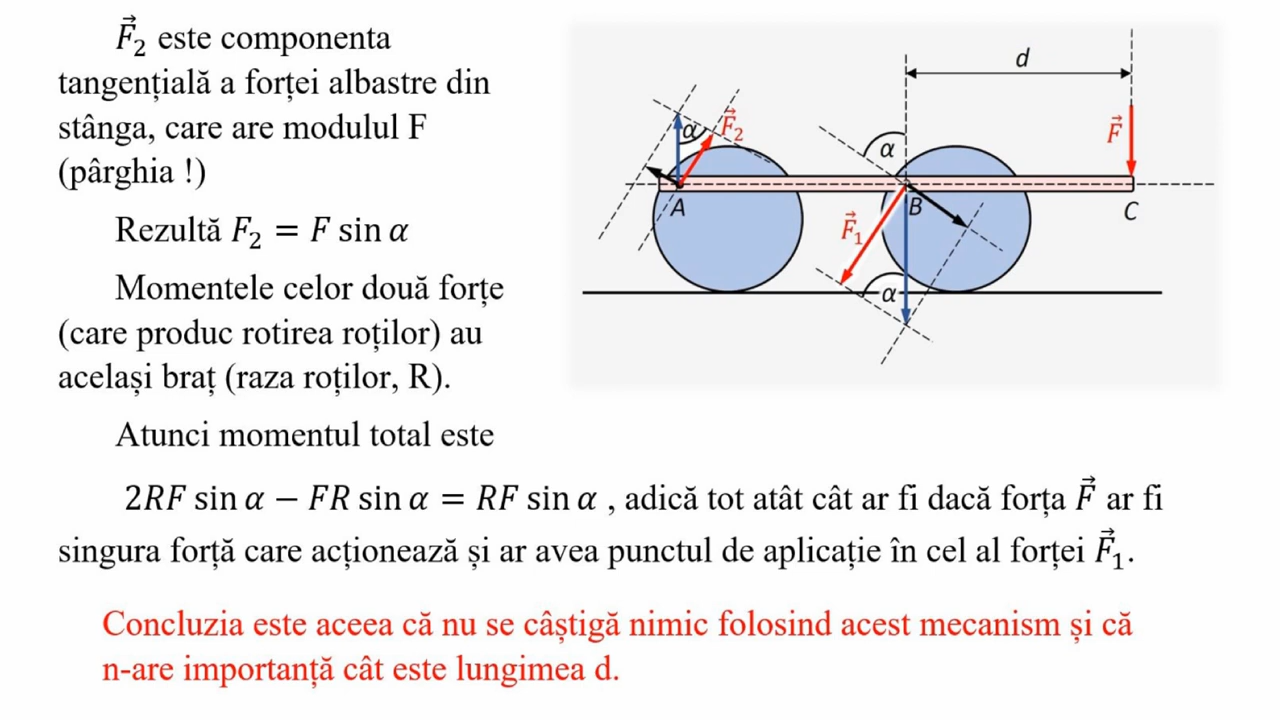 F⃗₂ este componenta
tangențială a forței albastre din
stânga, care are modulul F
(pârghia !)
Rezultă F₂ = F sin α
Momentele celor două forțe
(care produc rotirea roților) au
același braț (raza roților, R).
Atunci momentul total este
2RF sin α − FR sin α = RF sin α , adică tot atât cât ar fi dacă forța F⃗ ar fi
singura forță care acționează și ar avea punctul de aplicație în cel al forței F⃗₁.
Concluzia este aceea că nu se câștigă nimic folosind acest mecanism și că
n-are importanță cât este lungimea d.
d
α
F⃗₂
α
F⃗
A
B
C
F⃗₁
α